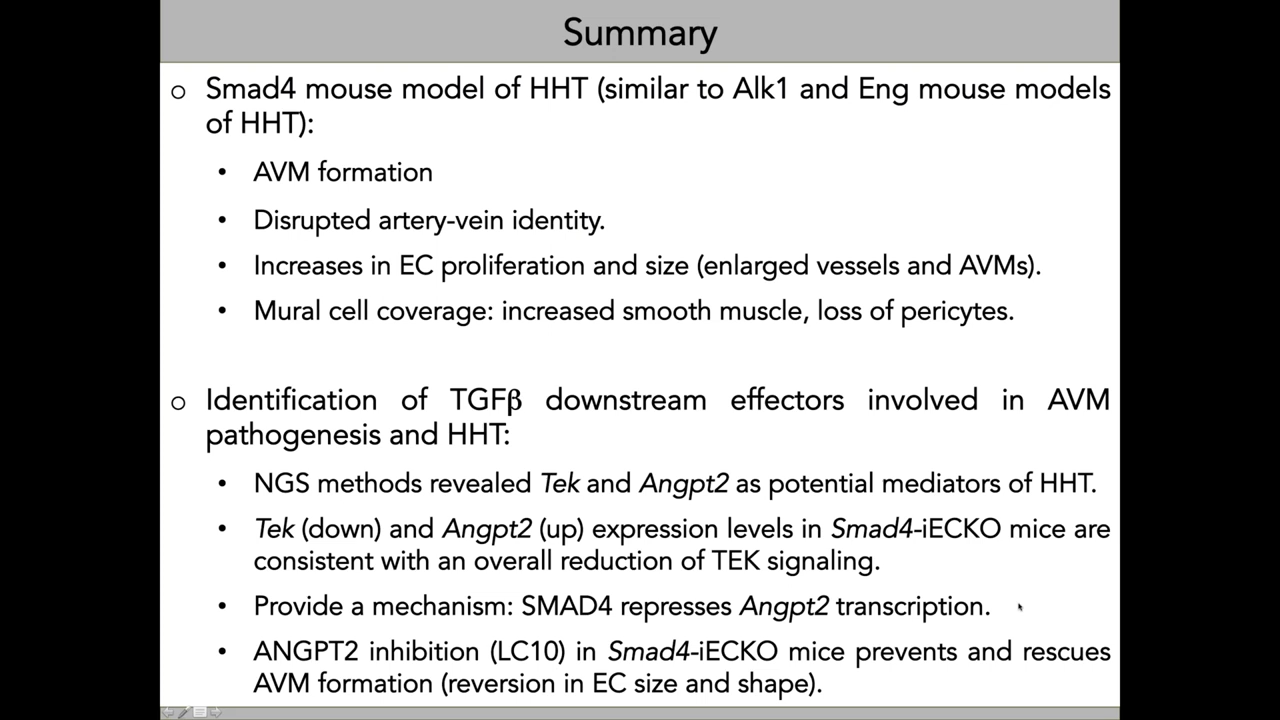 Summary
o Smad4 mouse model of HHT (similar to Alk1 and Eng mouse models
of HHT):
• AVM formation
• Disrupted artery-vein identity.
• Increases in EC proliferation and size (enlarged vessels and AVMs).
• Mural cell coverage: increased smooth muscle, loss of pericytes.
o Identification of TGFβ downstream effectors involved in AVM
pathogenesis and HHT:
• NGS methods revealed Tek and Angpt2 as potential mediators of HHT.
• Tek (down) and Angpt2 (up) expression levels in Smad4-iECKO mice are
consistent with an overall reduction of TEK signaling.
• Provide a mechanism: SMAD4 represses Angpt2 transcription.
• ANGPT2 inhibition (LC10) in Smad4-iECKO mice prevents and rescues
AVM formation (reversion in EC size and shape).